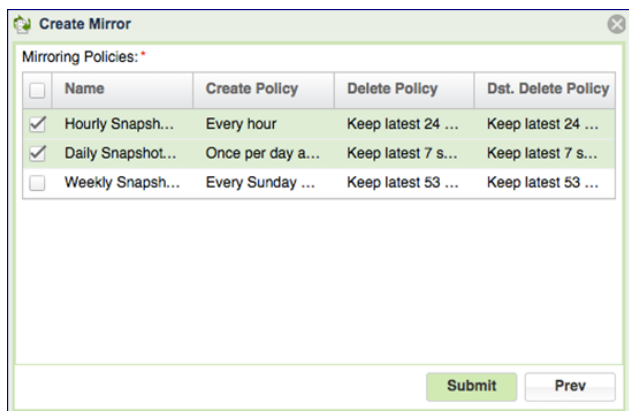 Create Mirror
Mirroring Policies:*
Name Create Policy Delete Policy Dst. Delete Policy
Hourly Snapsh... Every hour Keep latest 24 ... Keep latest 24 ...
Daily Snapshot... Once per day a... Keep latest 7 s... Keep latest 7 s...
Weekly Snapsh... Every Sunday ... Keep latest 53 ... Keep latest 53 ...
Submit Prev